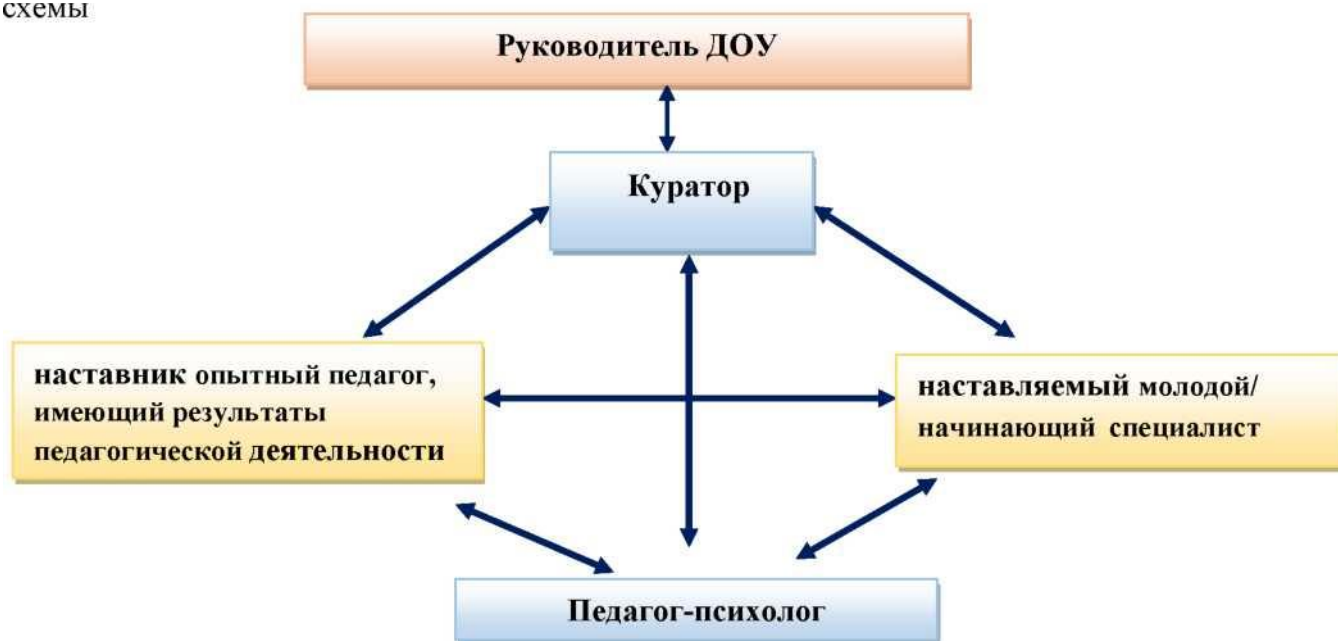 схемы
Руководитель ДОУ
Куратор
наставник опытный педагог,
имеющий результаты
педагогической деятельности
наставляемый молодой/
начинающий специалист
Педагог-психолог